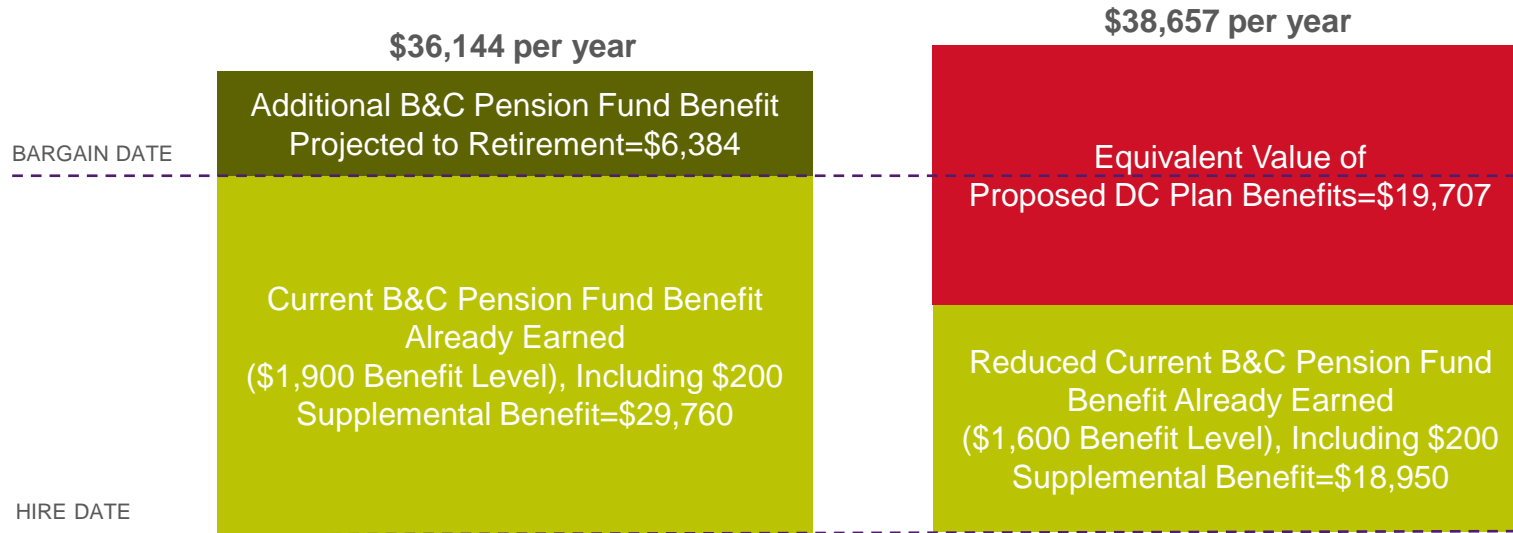 $36,144 per year
Additional B&C Pension Fund Benefit
Projected to Retirement=$6,384
BARGAIN DATE
Current B&C Pension Fund Benefit
Already Earned
($1,900 Benefit Level), Including $200
Supplemental Benefit=$29,760
HIRE DATE
$38,657 per year
Equivalent Value of
Proposed DC Plan Benefits=$19,707
Reduced Current B&C Pension Fund
Benefit Already Earned
($1,600 Benefit Level), Including $200
Supplemental Benefit=$18,950